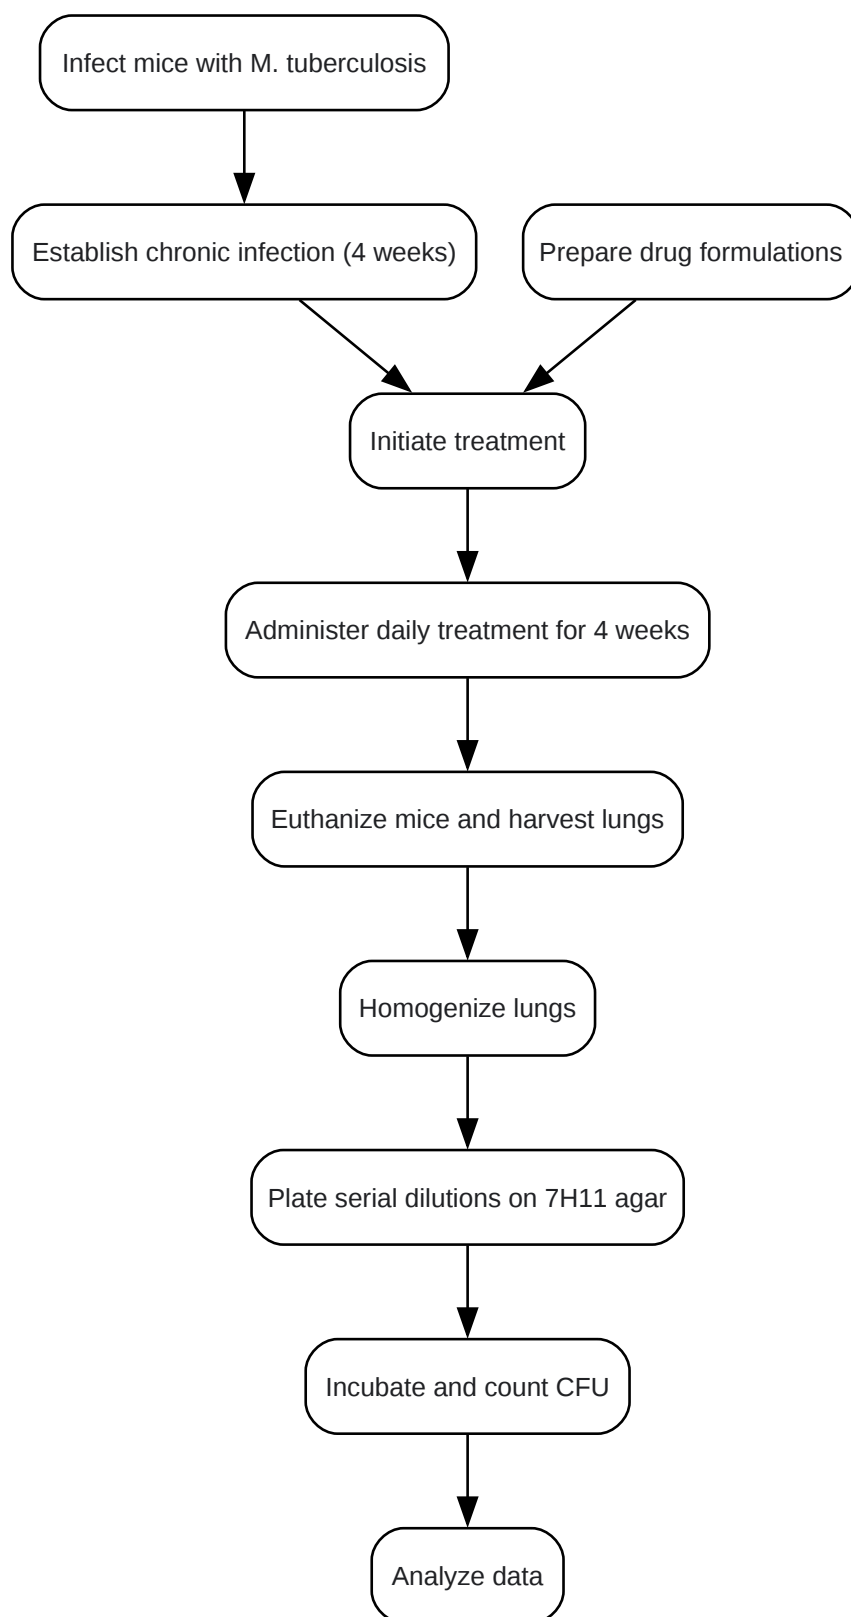 Infect mice with M. tuberculosis
Establish chronic infection (4 weeks)
Prepare drug formulations
Initiate treatment
Administer daily treatment for 4 weeks
Euthanize mice and harvest lungs
Homogenize lungs
Plate serial dilutions on 7H11 agar
Incubate and count CFU
Analyze data